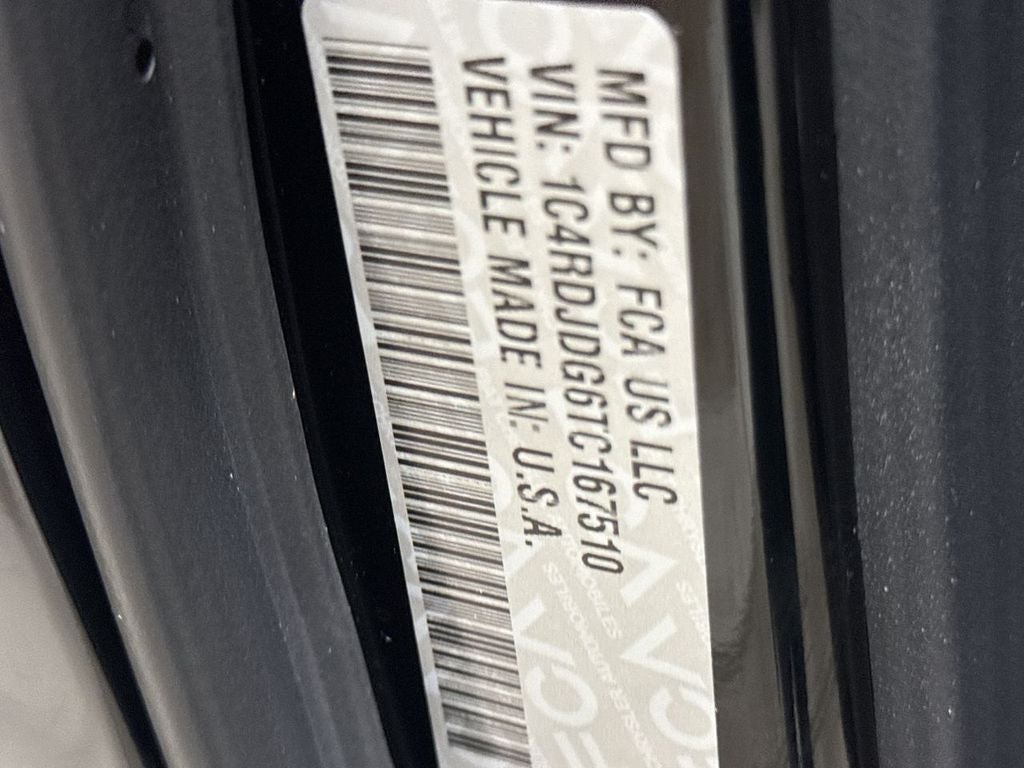 MFD BY: FCA US LLC
VIN: 1C4RDJDG6TC167510
VEHICLE MADE IN: U.S.A.